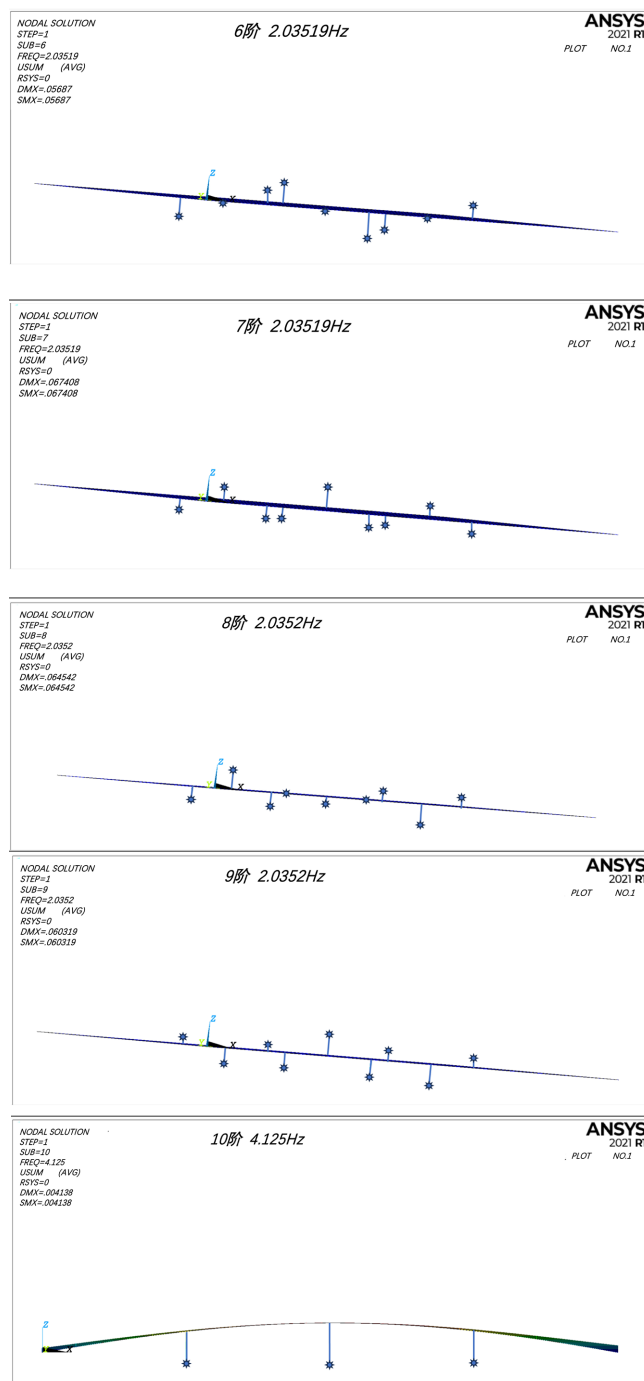 NODAL SOLUTION
STEP=1
SUB=6
FREQ=2.03519
USUM (AVG)
RSYS=0
DMX=.05687
SMX=.05687
6阶 2.03519Hz
ANSYS
2021 R1
PLOT NO.1
Z
Y
X
NODAL SOLUTION
STEP=1
SUB=7
FREQ=2.03519
USUM (AVG)
RSYS=0
DMX=.067408
SMX=.067408
7阶 2.03519Hz
ANSYS
2021 R1
PLOT NO.1
Z
Y
X
NODAL SOLUTION
STEP=1
SUB=8
FREQ=2.0352
USUM (AVG)
RSYS=0
DMX=.064542
SMX=.064542
8阶 2.0352Hz
ANSYS
2021 R1
PLOT NO.1
Z
Y
X
NODAL SOLUTION
STEP=1
SUB=9
FREQ=2.0352
USUM (AVG)
RSYS=0
DMX=.060319
SMX=.060319
9阶 2.0352Hz
ANSYS
2021 R1
PLOT NO.1
Z
Y
X
NODAL SOLUTION
STEP=1
SUB=10
FREQ=4.125
USUM (AVG)
RSYS=0
DMX=.004138
SMX=.004138
10阶 4.125Hz
ANSYS
2021 R1
PLOT NO.1
Z
X